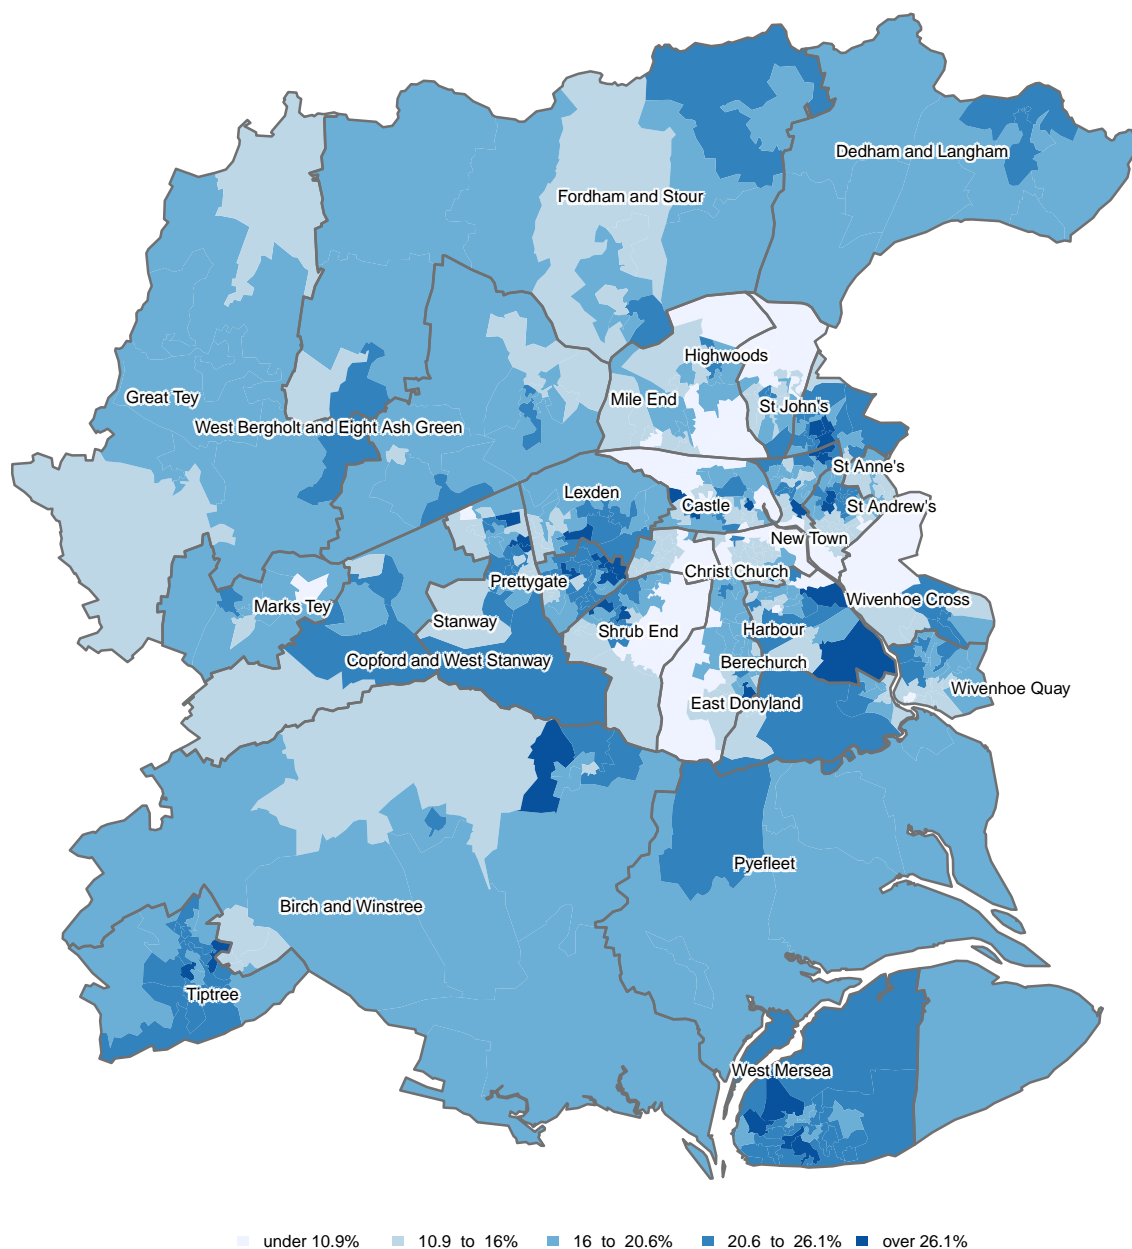 Dedham and Langham
Fordham and Stour
Highwoods
Great Tey
Mile End
St John's
West Bergholt and Eight Ash Green
St Anne's
Lexden
Castle
St Andrew's
New Town
Christ Church
Prettygate
Marks Tey
Wivenhoe Cross
Stanway
Shrub End
Harbour
Copford and West Stanway
Berechurch
Wivenhoe Quay
East Donyland
Pyefleet
Birch and Winstree
Tiptree
West Mersea
under 10.9% 10.9 to 16% 16 to 20.6% 20.6 to 26.1% over 26.1%